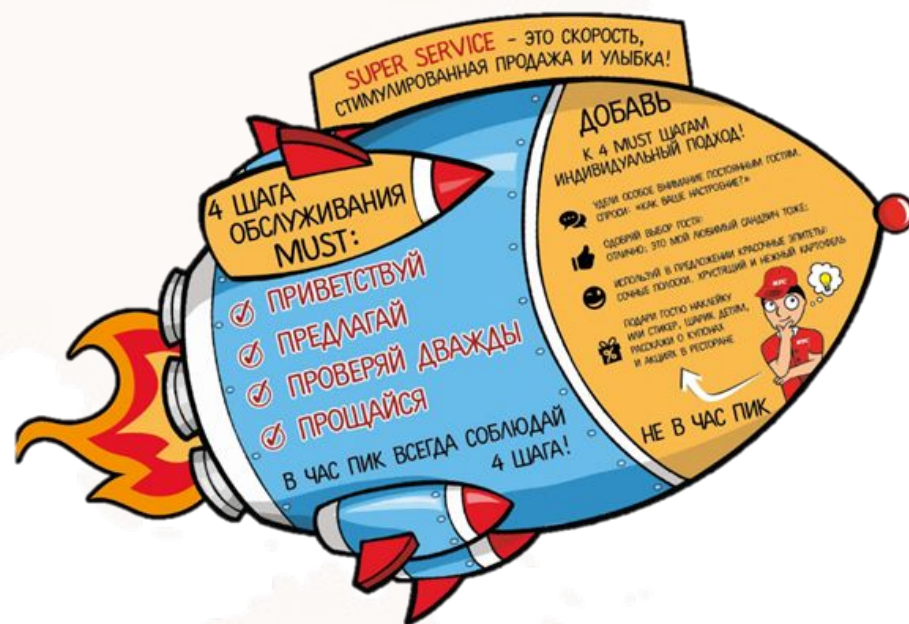 SUPER SERVICE - ЭТО СКОРОСТЬ,
СТИМУЛИРОВАННАЯ ПРОДАЖА И УЛЫБКА!
4 ШАГА
ОБСЛУЖИВАНИЯ
MUST:
ПРИВЕТСТВУЙ
ПРЕДЛАГАЙ
ПРОВЕРЯЙ ДВАЖДЫ
ПРОЩАЙСЯ
В ЧАС ПИК ВСЕГДА СОБЛЮДАЙ
4 ШАГА!
ДОБАВЬ
К 4 MUST ШАГАМ
ИНДИВИДУАЛЬНЫЙ ПОДХОД!
УДЕЛИ ОСОБОЕ ВНИМАНИЕ ПОСТОЯННЫМ ГОСТЯМ.
СПРОСИ: «КАК ВАШЕ НАСТРОЕНИЕ?»
ОДОБРЯЙ ВЫБОР ГОСТЯ:
ОТЛИЧНО; ЭТО МОЙ ЛЮБИМЫЙ САНДВИЧ ТОЖЕ;
ИСПОЛЬЗУЙ В ПРЕДЛОЖЕНИИ КРАСОЧНЫЕ ЭПИТЕТЫ:
СОЧНЫЕ ПОЛОСКИ, ХРУСТЯЩИЙ И НЕЖНЫЙ КАРТОФЕЛЬ
ПОДАРИ ГОСТЮ НАКЛЕЙКУ
ИЛИ СТИКЕР, ШАРИК ДЕТЯМ,
РАССКАЖИ О КУПОНАХ
И АКЦИЯХ В РЕСТОРАНЕ
KFC
KFC
НЕ В ЧАС ПИК